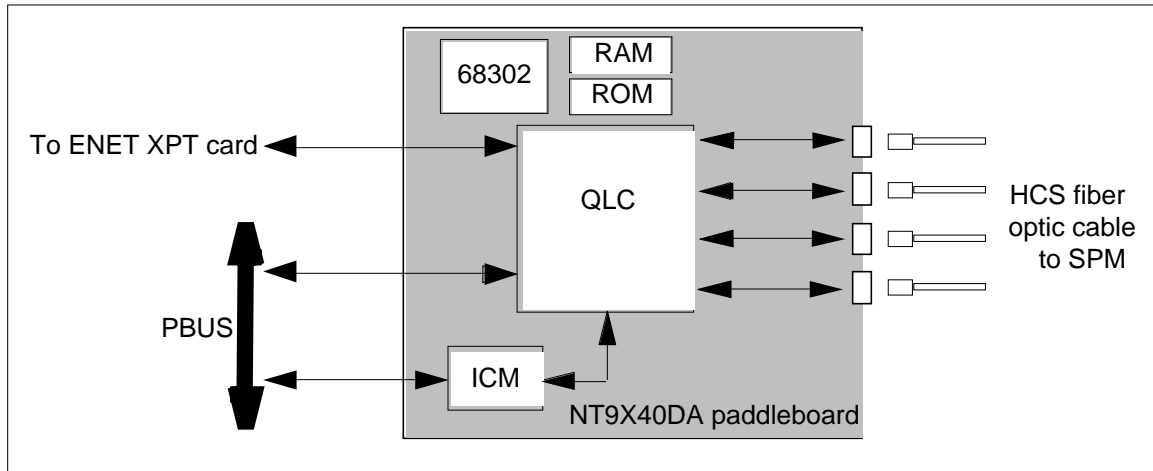 68302
RAM
ROM
To ENET XPT card
QLC
HCS fiber
optic cable
to SPM
PBUS
ICM
NT9X40DA paddleboard